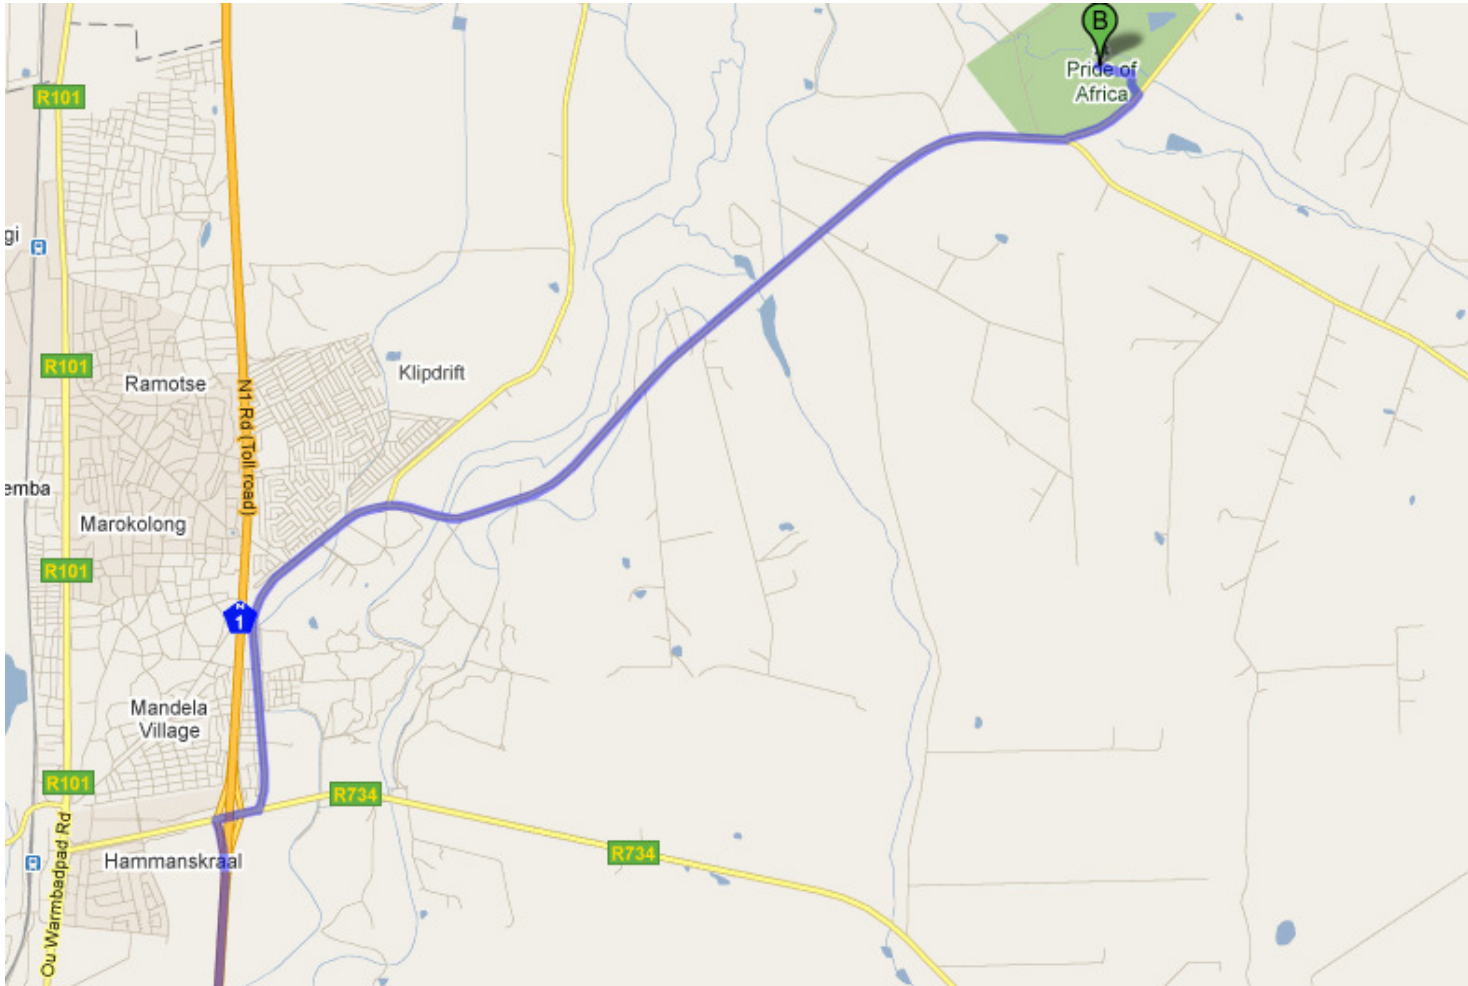 B
Pride of
Africa
R101
gi
R101
Klipdrift
Ramotse
N1 Rd (Toll road)
emba
Marokolong
R101
N
1
Mandela
Village
R101
R734
Ou Warmbadpad Rd
R734
Hammanskraal